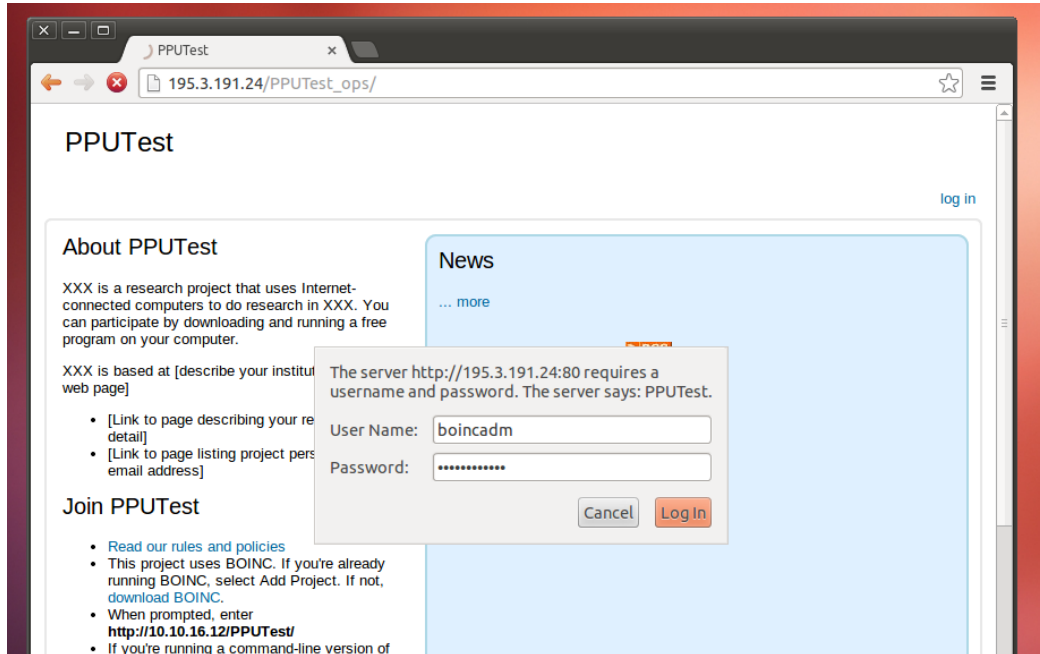 PPUTest
195.3.191.24/PPUTest_ops/
PPUTest
log in
About PPUTest
XXX is a research project that uses Internet-
connected computers to do research in XXX. You
can participate by downloading and running a free
program on your computer.
XXX is based at [describe your
web page]
• [Link to page describing your
detail]
• [Link to page listing project
email address]
Join PPUTest
• Read our rules and policies
• This project uses BOINC. If you're already
running BOINC, select Add Project. If not,
download BOINC.
• When prompted, enter
http://10.10.16.12/PPUTest/
• If you're running a command-line version of
News
... more
The server http://195.3.191.24:80 requires a
username and password. The server says: PPUTest.
User Name: boincadm
Password: ••••••••••••
Cancel Log In